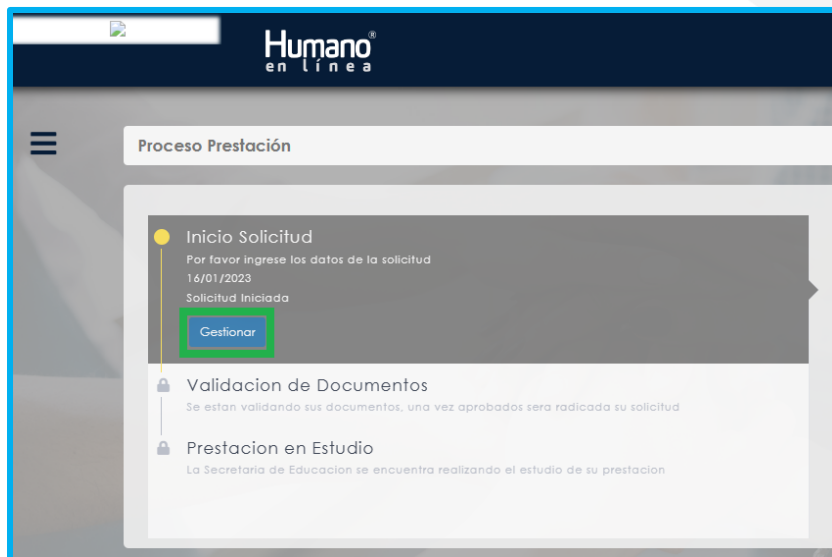 Humano®
en línea
Proceso Prestación
Inicio Solicitud
Por favor ingrese los datos de la solicitud
16/01/2023
Solicitud Iniciada
Gestionar
Validacion de Documentos
Se estan validando sus documentos, una vez aprobados sera radicada su solicitud
Prestacion en Estudio
La Secretaria de Educacion se encuentra realizando el estudio de su prestacion